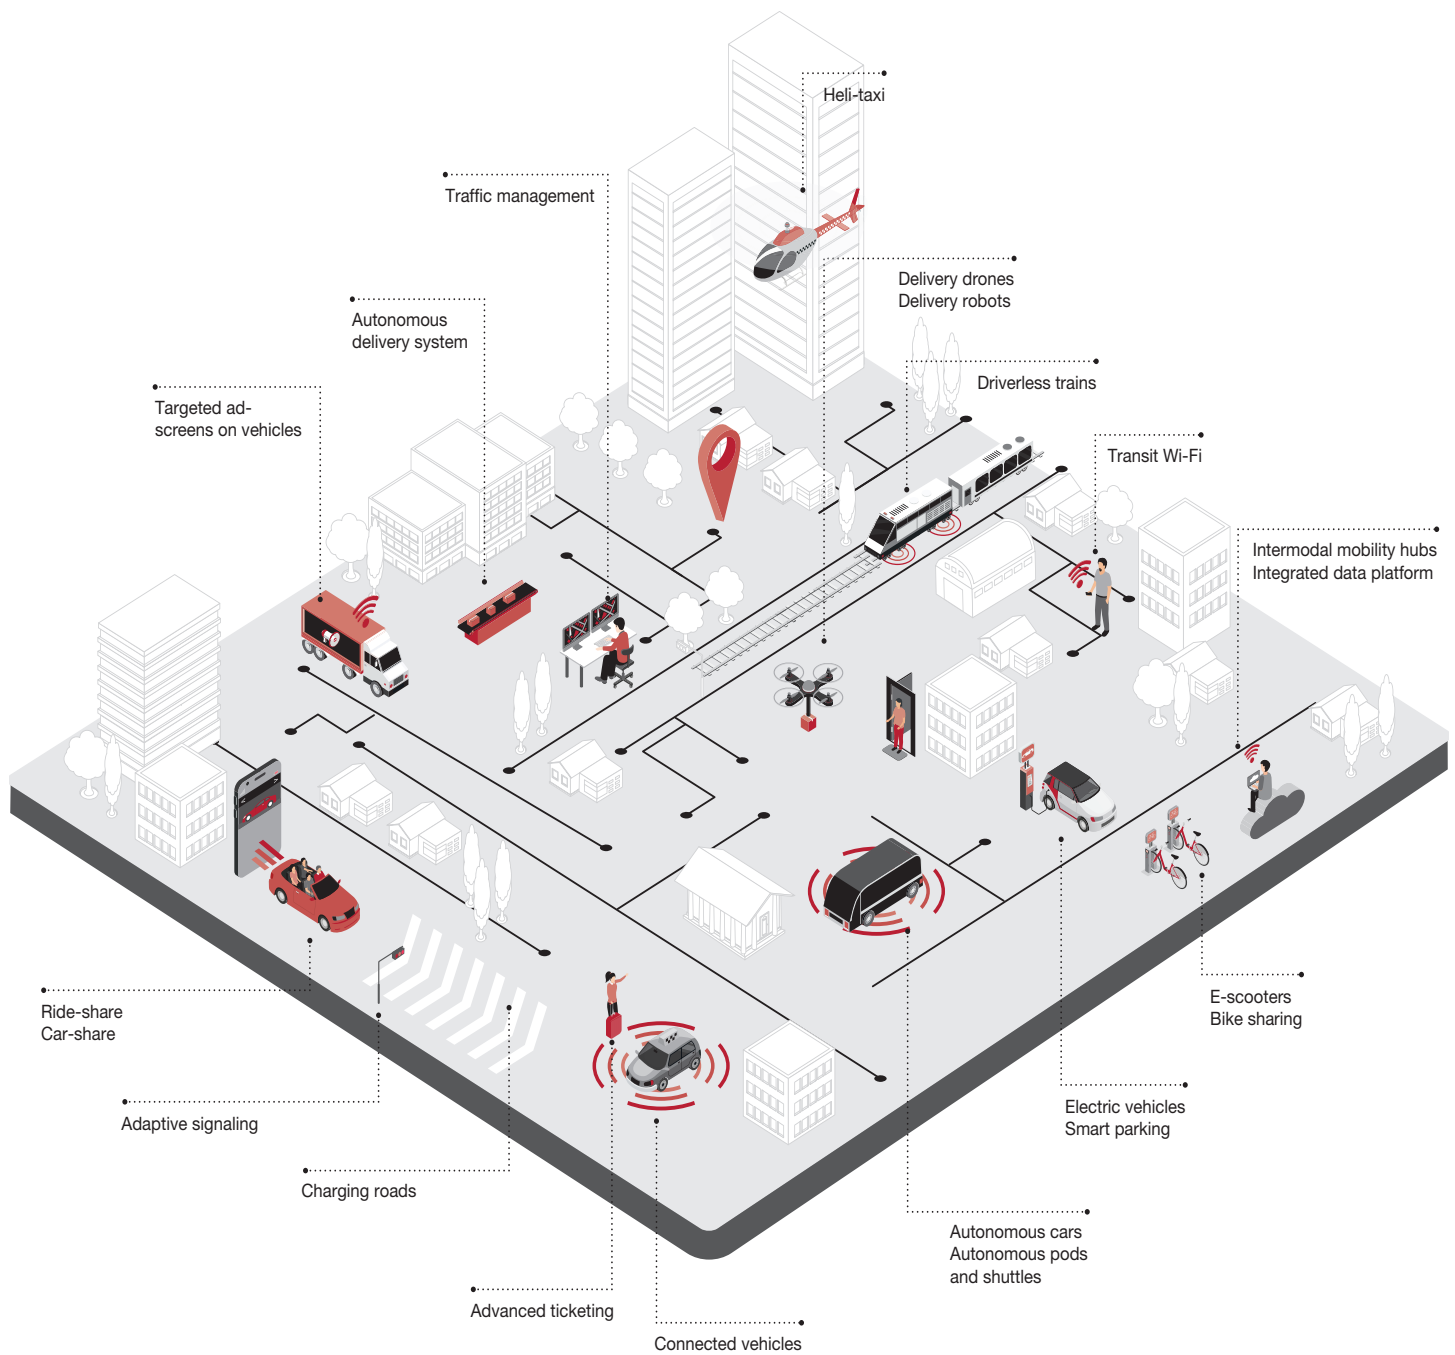 Heli-taxi
Traffic management
Delivery drones
Delivery robots
Autonomous
delivery system
Driverless trains
Targeted ad-
screens on vehicles
Transit Wi-Fi
Intermodal mobility hubs
Integrated data platform
Ride-share
Car-share
E-scooters
Bike sharing
Adaptive signaling
Electric vehicles
Smart parking
Charging roads
Autonomous cars
Autonomous pods
and shuttles
Advanced ticketing
Connected vehicles